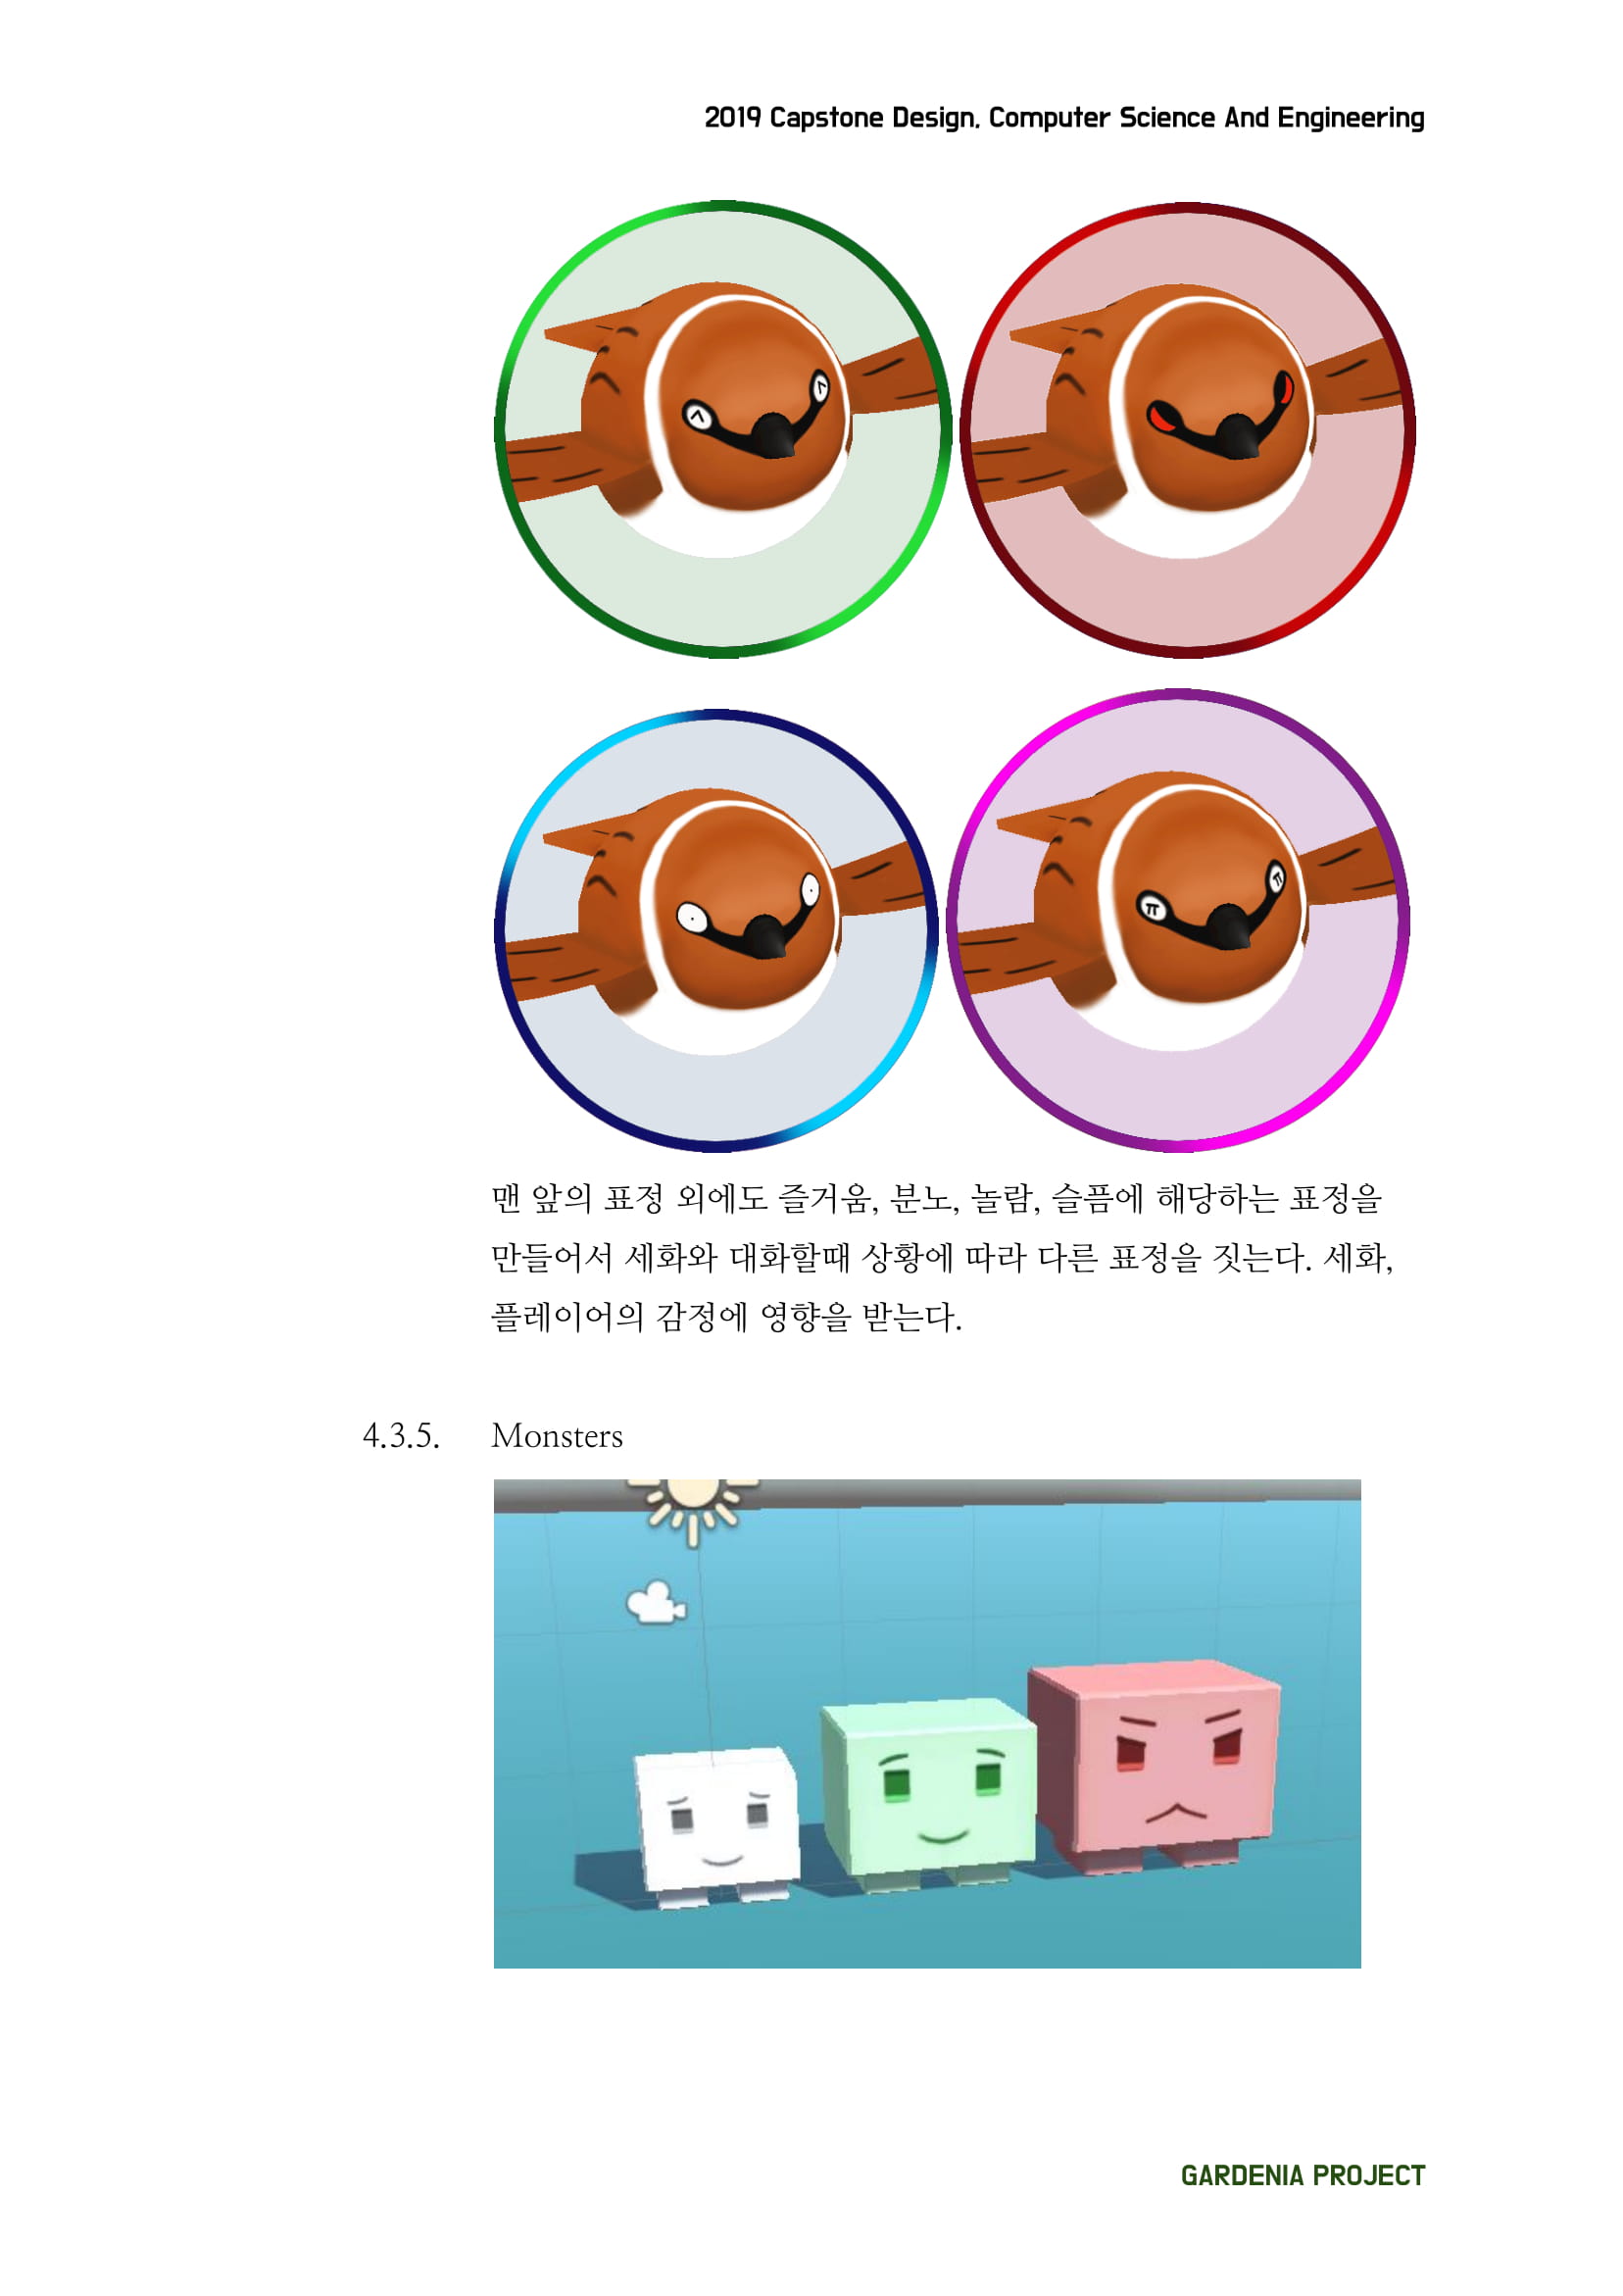 2019 Capstone Design, Computer Science And Engineering
맨 앞의 표정 외에도 즐거움, 분노, 놀람, 슬픔에 해당하는 표정을
만들어서 세화와 대화할때 상황에 따라 다른 표정을 짓는다. 세화,
플레이어의 감정에 영향을 받는다.
4.3.5. Monsters
GARDENIA PROJECT